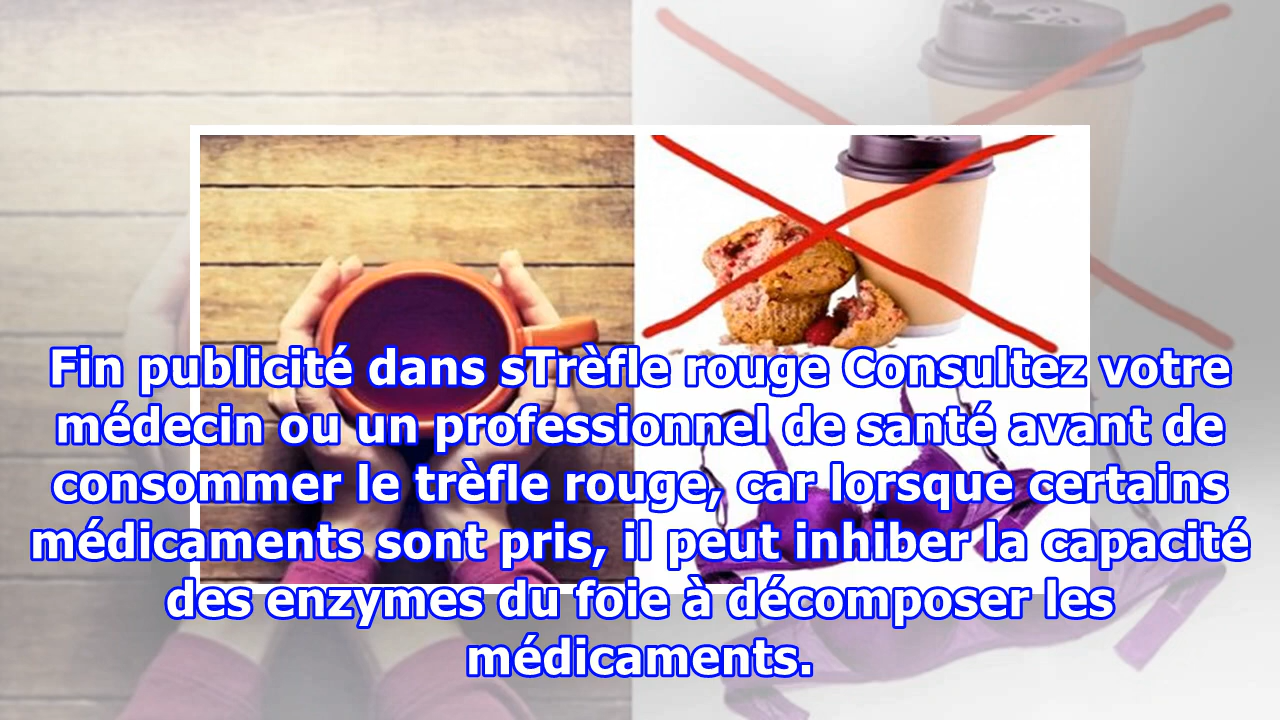 Fin publicité dans sTrèfle rouge Consultez votre
médecin ou un professionnel de santé avant de
consommer le trèfle rouge, car lorsque certains
médicaments sont pris, il peut inhiber la capacité
des enzymes du foie à décomposer les
médicaments.